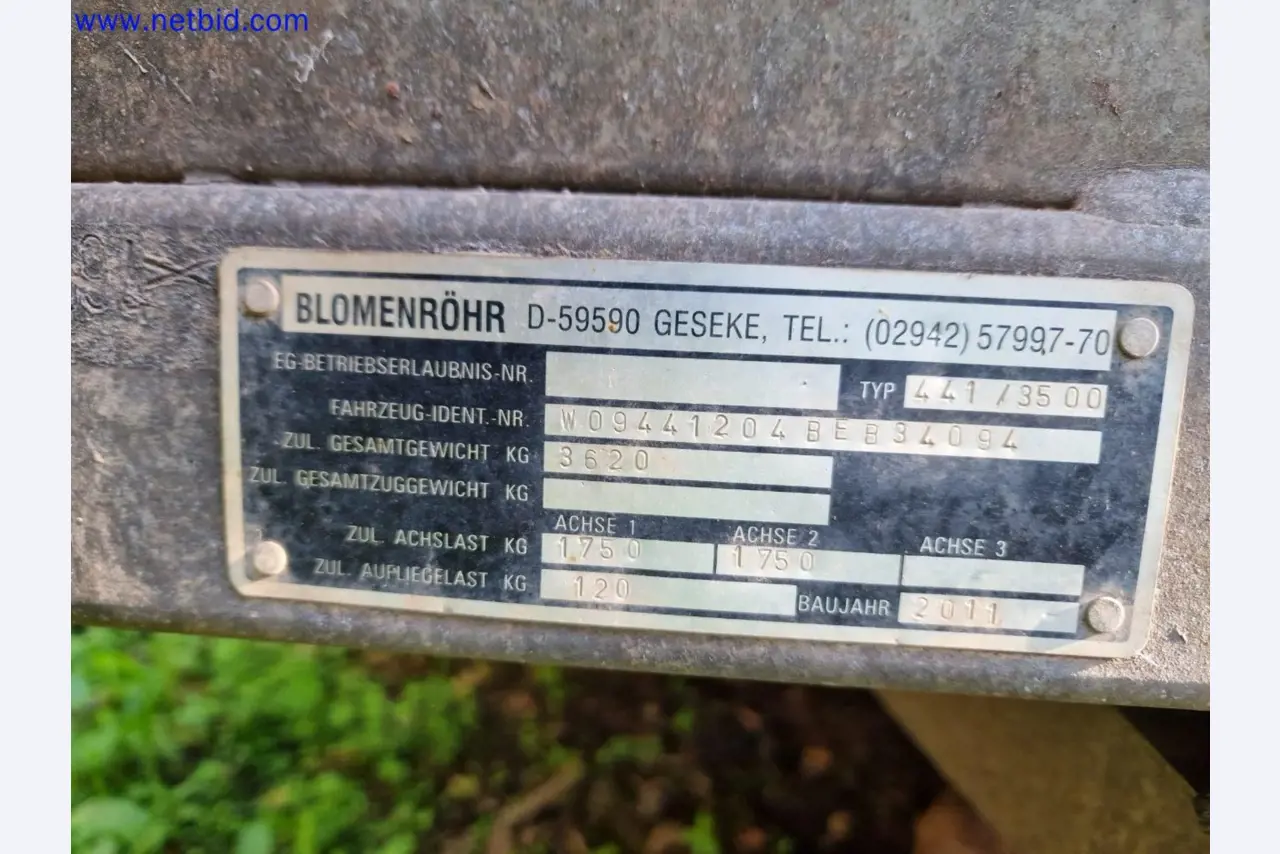 www.netbid.com
BLOMENRÖHR D-59590 GESEKE, TEL.: (02942) 57997-70
EG-BETRIEBSERLAUBNIS-NR. TYP 441/3500
FAHRZEUG-IDENT.-NR. W09441204BEB34094
ZUL. GESAMTGEWICHT KG 3620
ZUL. GESAMTZUGGEWICHT KG
ACHSE 1 ACHSE 2 ACHSE 3
ZUL. ACHSLAST KG 1750 1750
ZUL. AUFLIEGELAST KG 120 BAUJAHR 2011